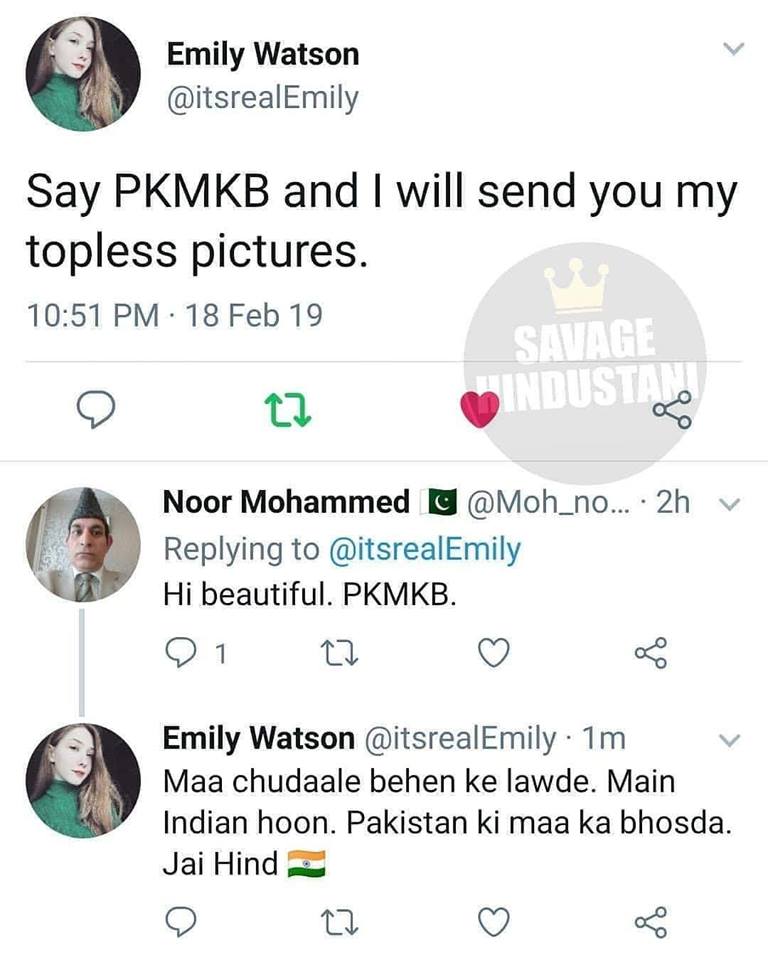 Emily Watson
@itsrealEmily
Say PKMKB and I will send you my
topless pictures.
10:51 PM · 18 Feb 19
SAVAGE
HINDUSTANI
Noor Mohammed 🇵🇰 @Moh_no... · 2h
Replying to @itsrealEmily
Hi beautiful. PKMKB.
1
Emily Watson @itsrealEmily · 1m
Maa chudaale behen ke lawde. Main
Indian hoon. Pakistan ki maa ka bhosda.
Jai Hind 🇮🇳